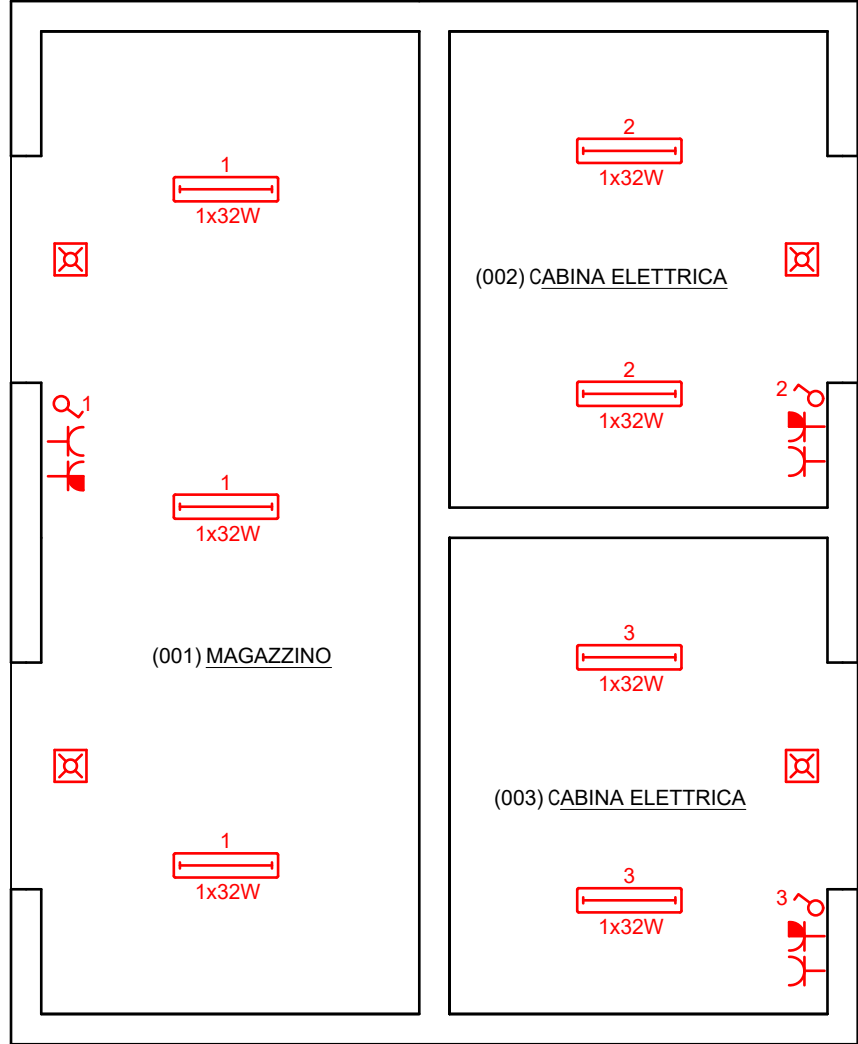 1
1x32W
2
1x32W
(002) CABINA ELETTRICA
2
1x32W
2
1
1
1x32W
(001) MAGAZZINO
3
1x32W
(003) CABINA ELETTRICA
1
1x32W
3
1x32W
3